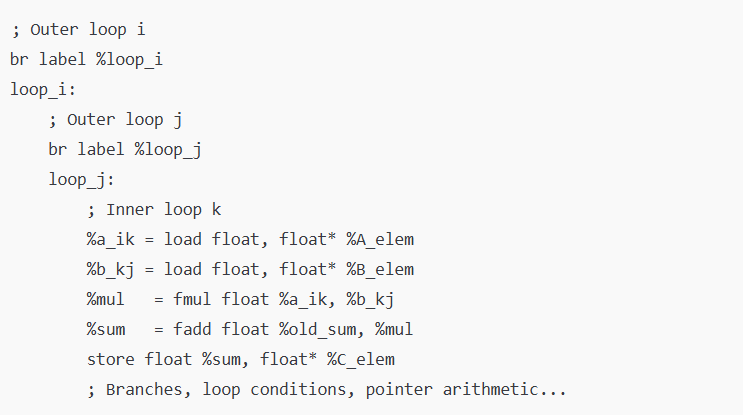 ; Outer loop i
br label %loop_i
loop_i:
    ; Outer loop j
    br label %loop_j
    loop_j:
        ; Inner loop k
        %a_ik = load float, float* %A_elem
        %b_kj = load float, float* %B_elem
        %mul   = fmul float %a_ik, %b_kj
        %sum   = fadd float %old_sum, %mul
        store float %sum, float* %C_elem
        ; Branches, loop conditions, pointer arithmetic...